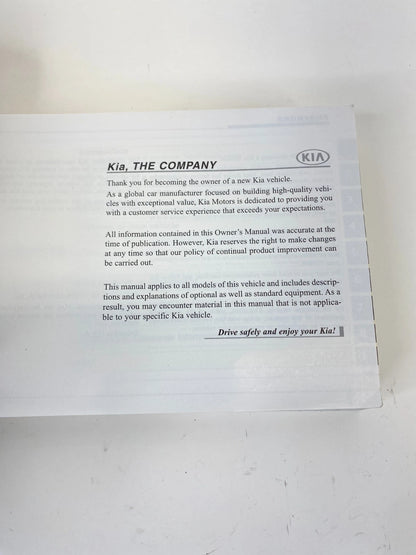 KIA
Kia, THE COMPANY
Thank you for becoming the owner of a new Kia vehicle.
As a global car manufacturer focused on building high-quality vehi-
cles with exceptional value, Kia Motors is dedicated to providing you
with a customer service experience that exceeds your expectations.
All information contained in this Owner's Manual was accurate at the
time of publication. However, Kia reserves the right to make changes
at any time so that our policy of continual product improvement can
be carried out.
This manual applies to all models of this vehicle and includes descrip-
tions and explanations of optional as well as standard equipment. As a
result, you may encounter material in this manual that is not applica-
ble to your specific Kia vehicle.
Drive safely and enjoy your Kia!